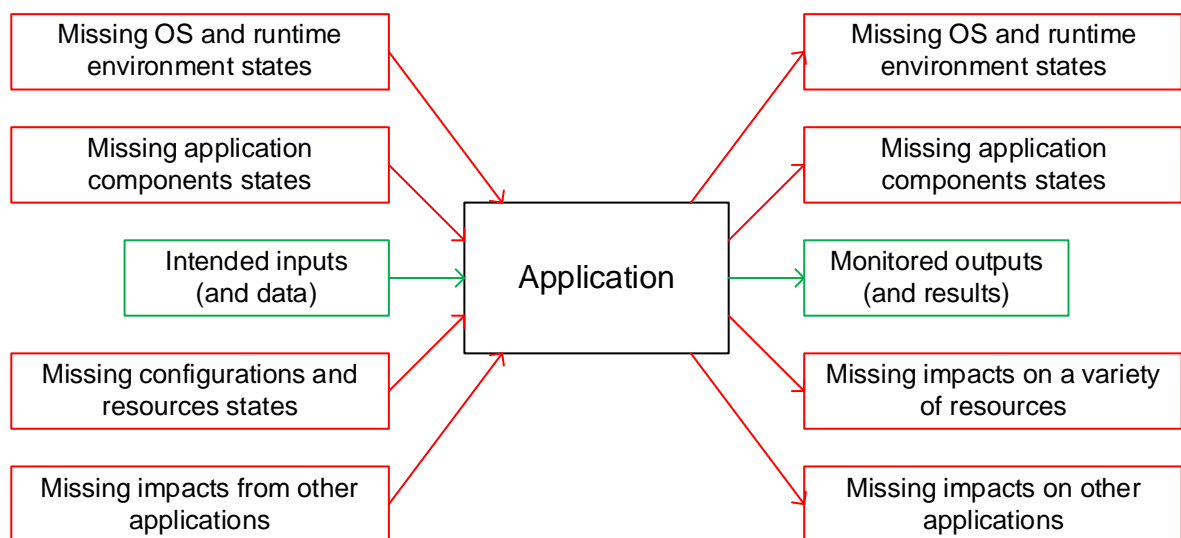 Missing OS and runtime
environment states
Missing application
components states
Intended inputs
(and data)
Missing configurations and
resources states
Missing impacts from other
applications
Application
Missing OS and runtime
environment states
Missing application
components states
Monitored outputs
(and results)
Missing impacts on a variety
of resources
Missing impacts on other
applications